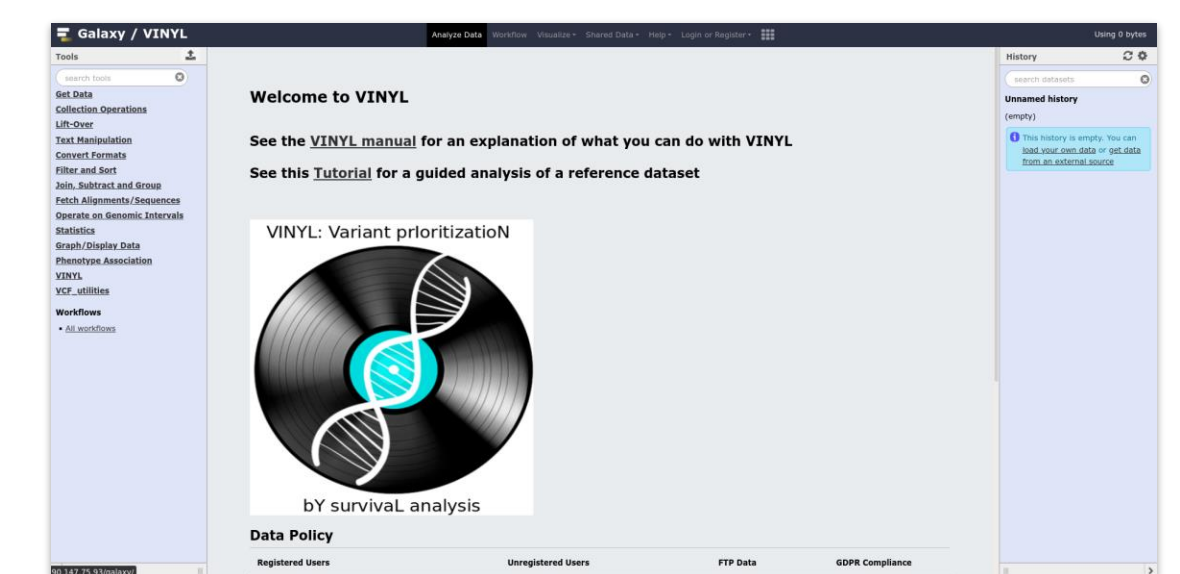 Galaxy / VINYL
Analyze Data Workflow Visualize Shared Data Help Login or Register
Using 0 bytes
Tools
search tools
Get Data
Collection Operations
Lift-Over
Text Manipulation
Convert Formats
Filter and Sort
Join, Subtract and Group
Fetch Alignments/Sequences
Operate on Genomic Intervals
Statistics
Graph/Display Data
Phenotype Association
VINYL
VCF_utilities
Workflows
All workflows
90.147.75.93/galaxy/
Welcome to VINYL
See the VINYL manual for an explanation of what you can do with VINYL
See this Tutorial for a guided analysis of a reference dataset
VINYL: Variant prIoritizatioN
bY survivaL analysis
Data Policy
Registered Users Unregistered Users FTP Data GDPR Compliance
History
search datasets
Unnamed history
(empty)
This history is empty. You can
load your own data or get data
from an external source